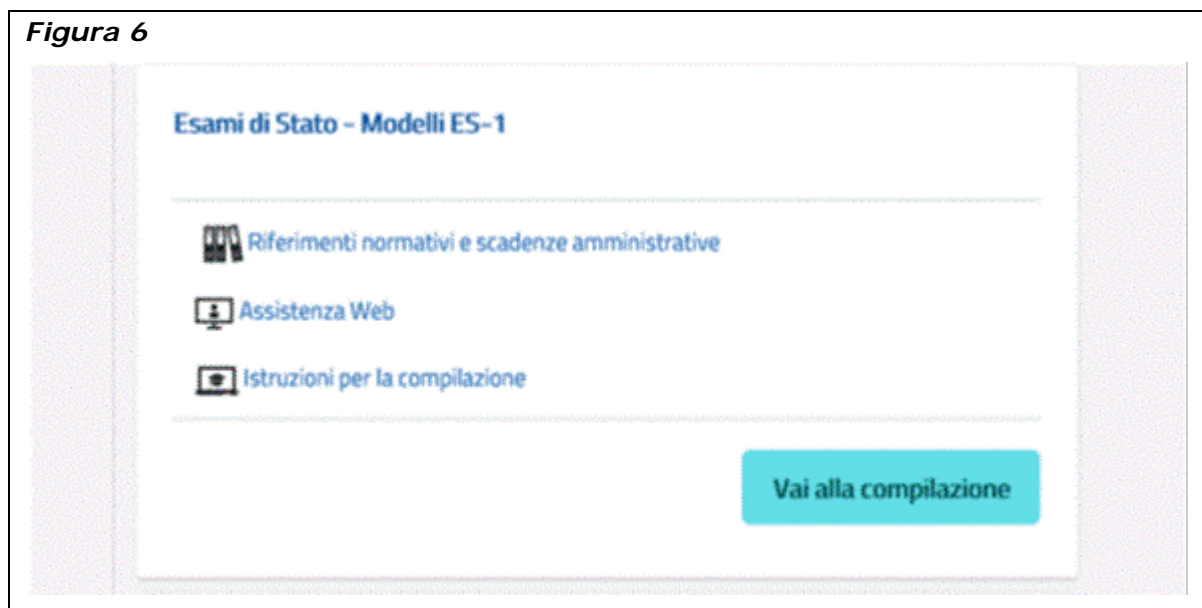 Figura 6
Esami di Stato - Modelli ES-1
Riferimenti normativi e scadenze amministrative
Assistenza Web
Istruzioni per la compilazione
Vai alla compilazione